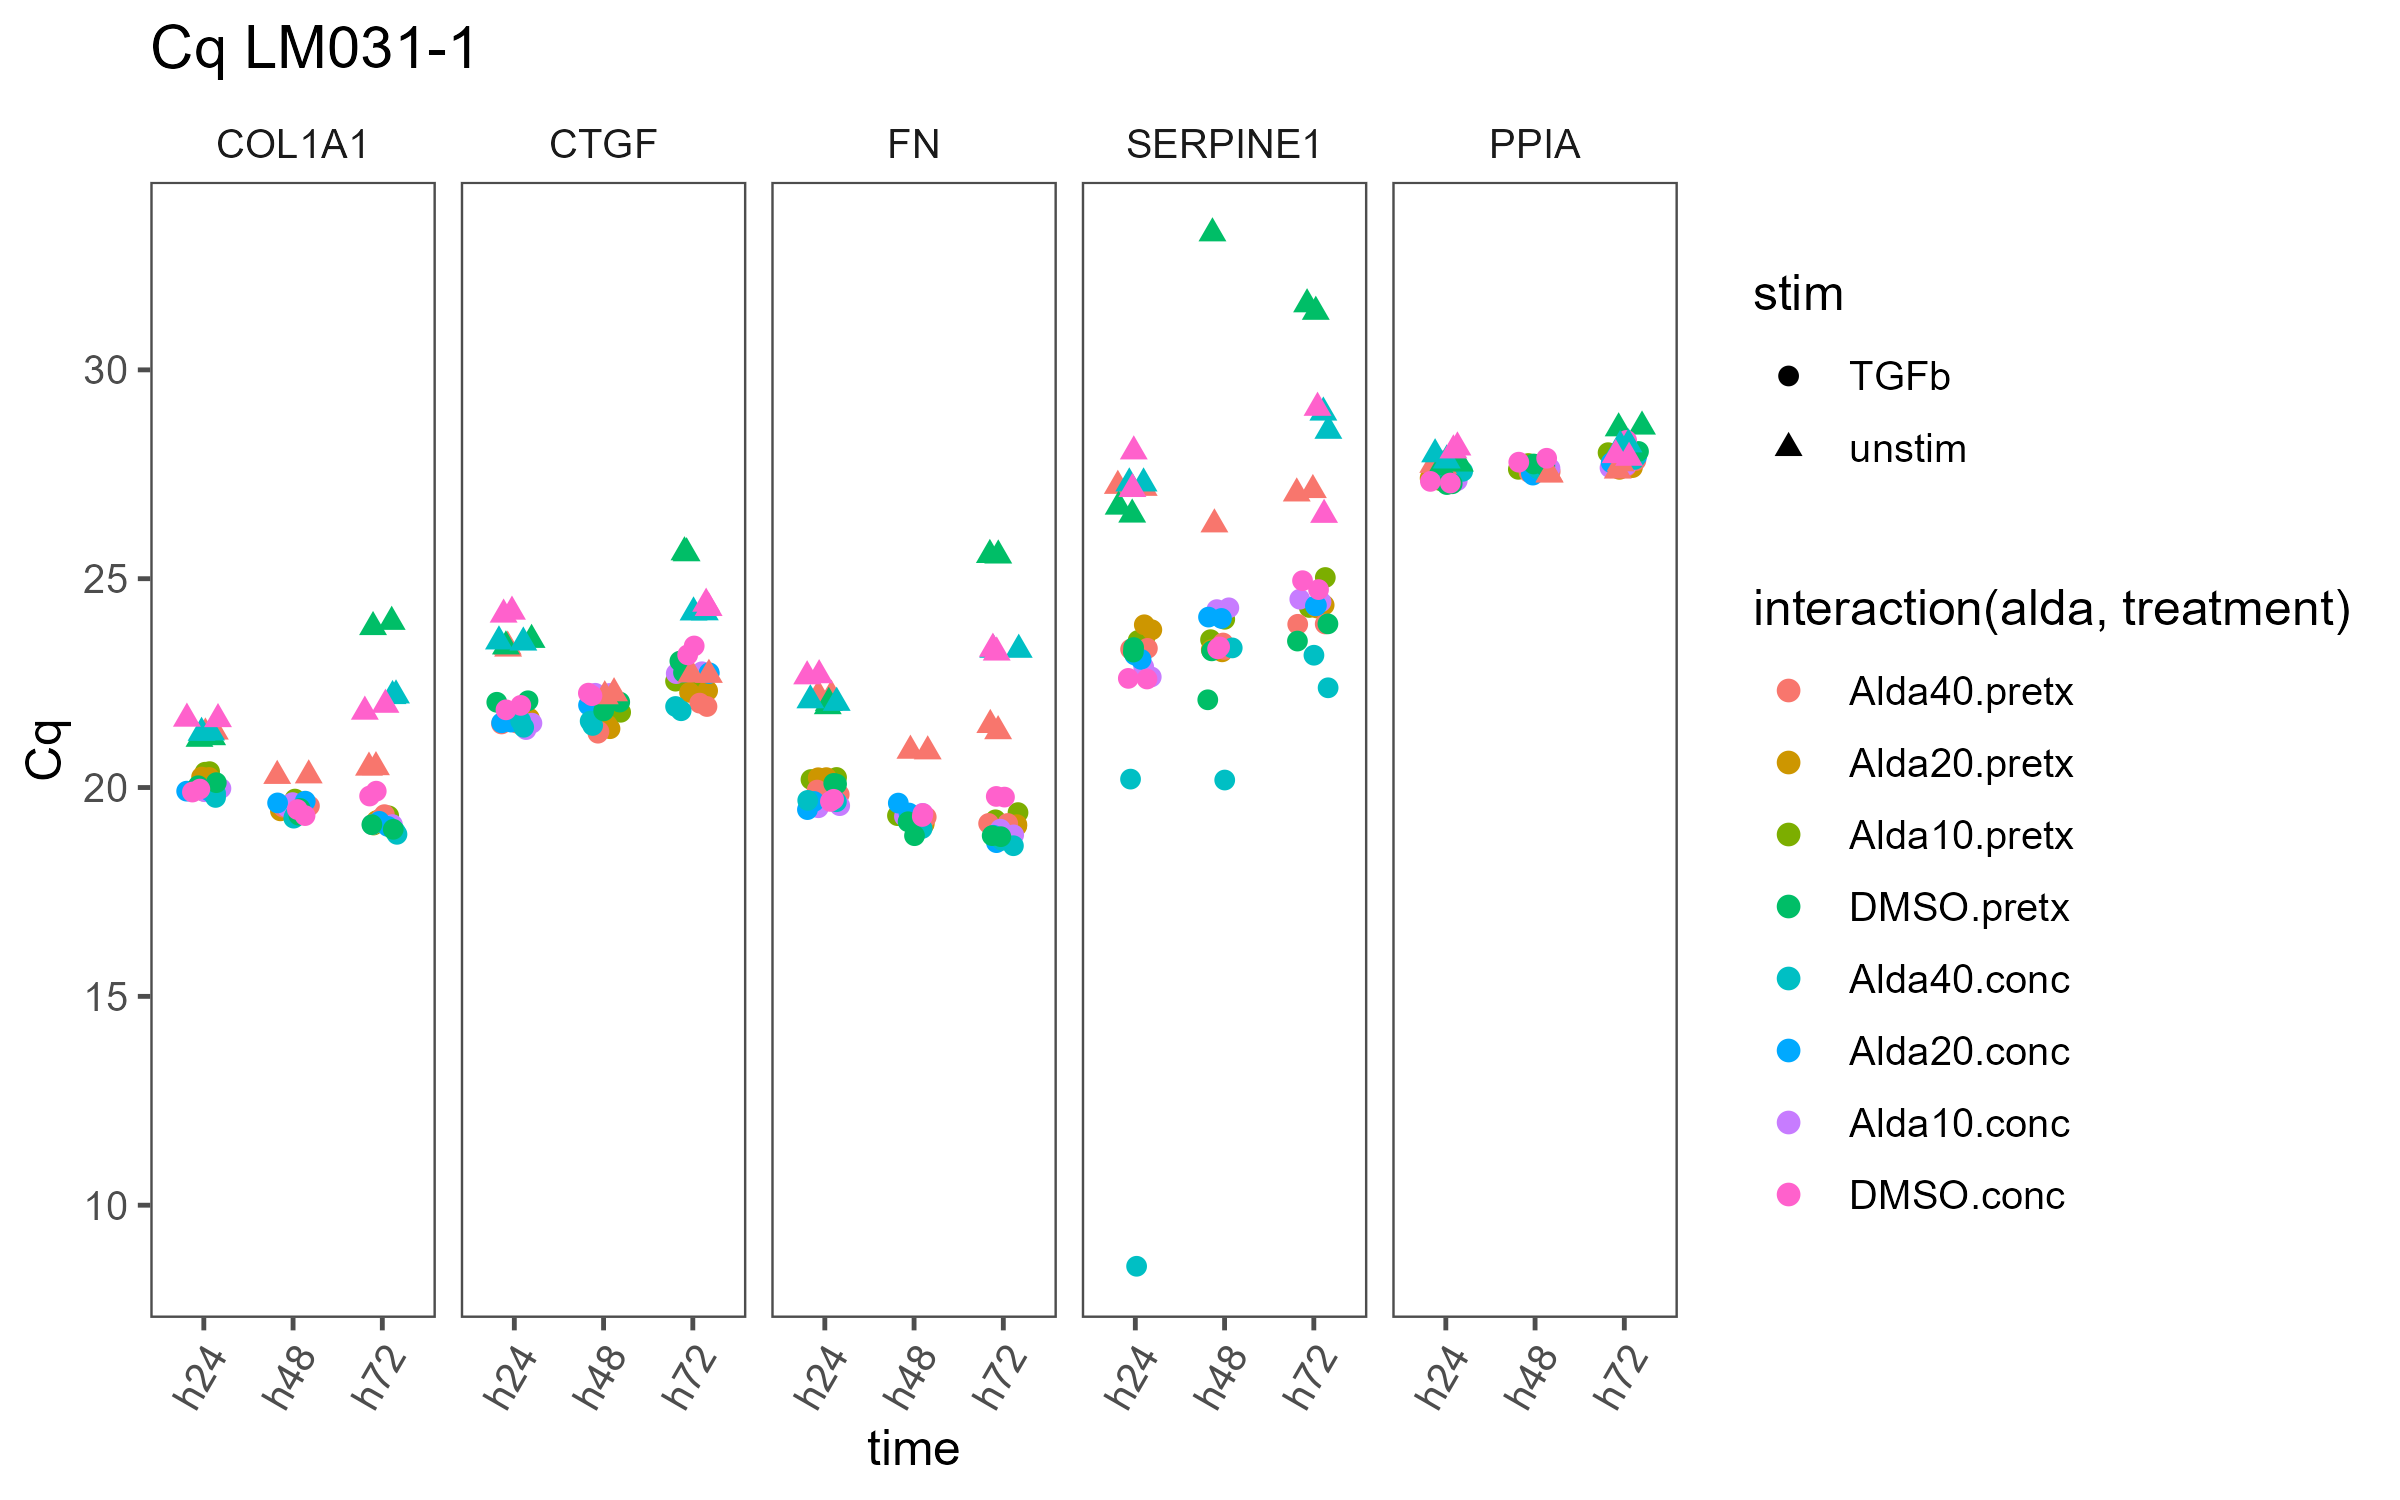 Cq LM031-1
COL1A1 CTGF FN SERPINE1 PPIA
30
25
20
15
10
Cq
h24 h48 h72 h24 h48 h72 h24 h48 h72 h24 h48 h72 h24 h48 h72
time
stim
TGFb
unstim
interaction(alda, treatment)
Alda40.pretx
Alda20.pretx
Alda10.pretx
DMSO.pretx
Alda40.conc
Alda20.conc
Alda10.conc
DMSO.conc